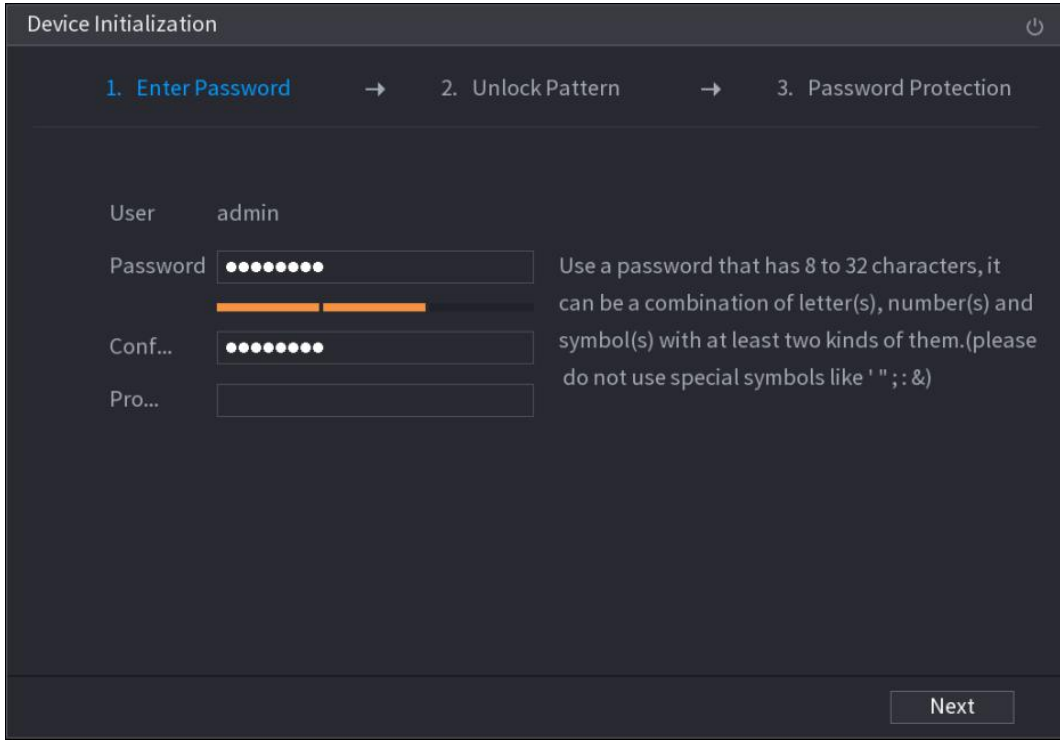 Device Initialization
1. Enter Password → 2. Unlock Pattern → 3. Password Protection
User admin
Password ●●●●●●●●
Use a password that has 8 to 32 characters, it
can be a combination of letter(s), number(s) and
Conf... ●●●●●●●●
symbol(s) with at least two kinds of them.(please
do not use special symbols like ' " ; : &)
Pro...
Next